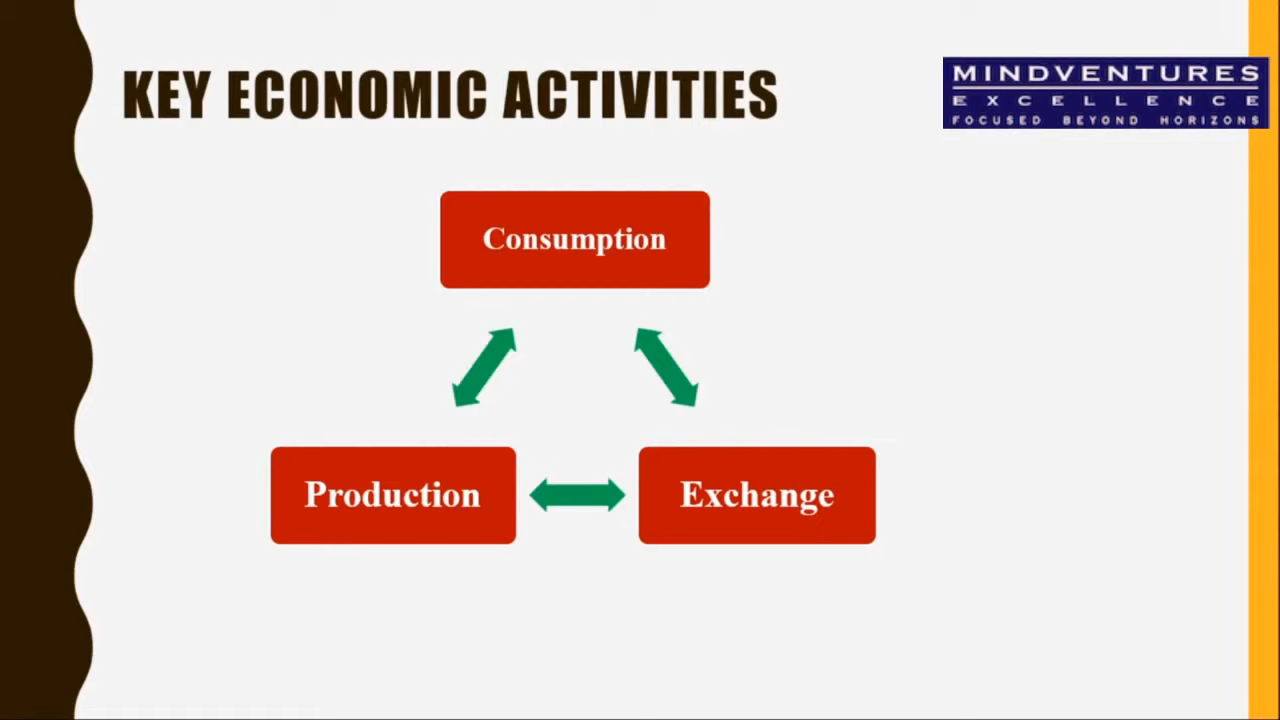 KEY ECONOMIC ACTIVITIES
MINDVENTURES
EXCELLENCE
FOCUSED BEYOND HORIZONS
Consumption
Production
Exchange